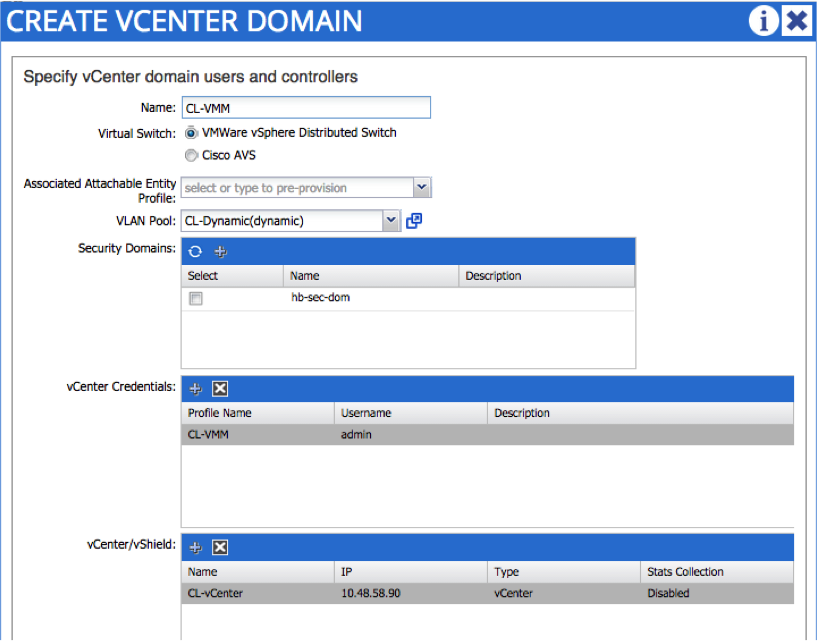 CREATE VCENTER DOMAIN
Specify vCenter domain users and controllers
Name: CL-VMM
Virtual Switch: VMWare vSphere Distributed Switch
Cisco AVS
Associated Attachable Entity Profile: select or type to pre-provision
VLAN Pool: CL-Dynamic(dynamic)
Security Domains:
Select Name Description
hb-sec-dom
vCenter Credentials:
Profile Name Username Description
CL-VMM admin
vCenter/vShield:
Name IP Type Stats Collection
CL-vCenter 10.48.58.90 vCenter Disabled